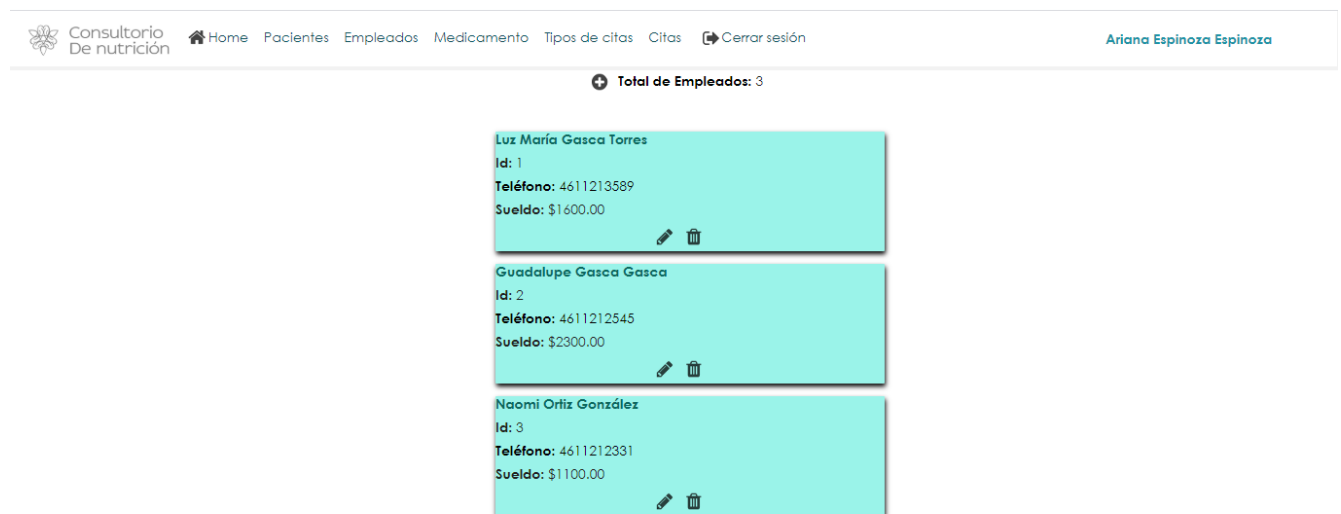 Consultorio
De nutrición
Home Pacientes Empleados Medicamento Tipos de citas Citas Cerrar sesión Ariana Espinoza Espinoza
Total de Empleados: 3
Luz María Gasca Torres
Id: 1
Teléfono: 4611213589
Sueldo: $1600.00
Guadalupe Gasca Gasca
Id: 2
Teléfono: 4611212545
Sueldo: $2300.00
Naomi Ortiz González
Id: 3
Teléfono: 4611212331
Sueldo: $1100.00